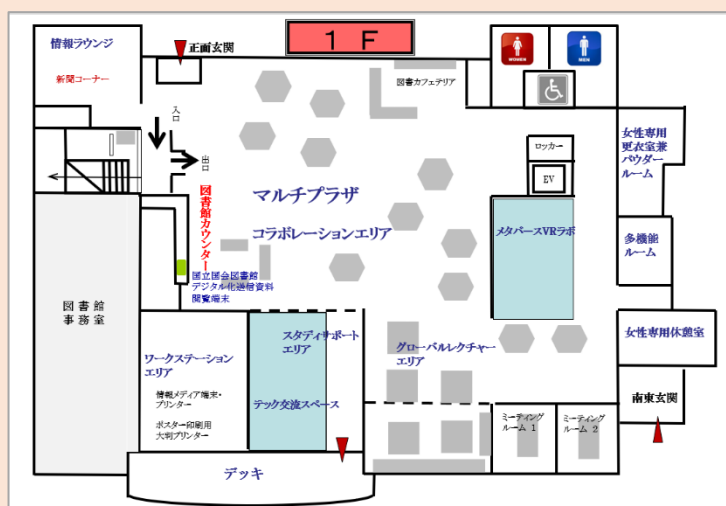 1 F
情報ラウンジ
新聞コーナー
正面玄関
入口
出口
図書カフェテリア
WOMEN
MEN
女性専用
更衣室兼
パウダー
ルーム
ロッカー
EV
マルチプラザ
コラボレーションエリア
メタバースVRラボ
多機能
ルーム
図書館カウンター
国立国会図書館
デジタル化送信資料
閲覧端末
図書館
事務室
スタディサポート
エリア
グローバルレクチャー
エリア
女性専用休憩室
ワークステーション
エリア
情報メディア端末・
プリンター
ポスター印刷用
大判プリンター
テック交流スペース
南東玄関
ミーティング
ルーム 1
ミーティング
ルーム 2
デッキ